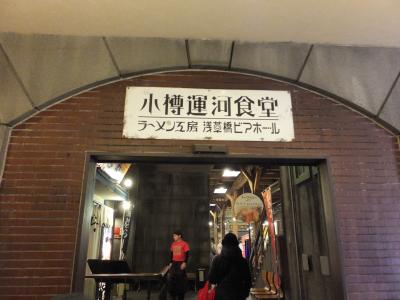 小樽運河食堂
ラーメン工房 浅草橋ビアホール